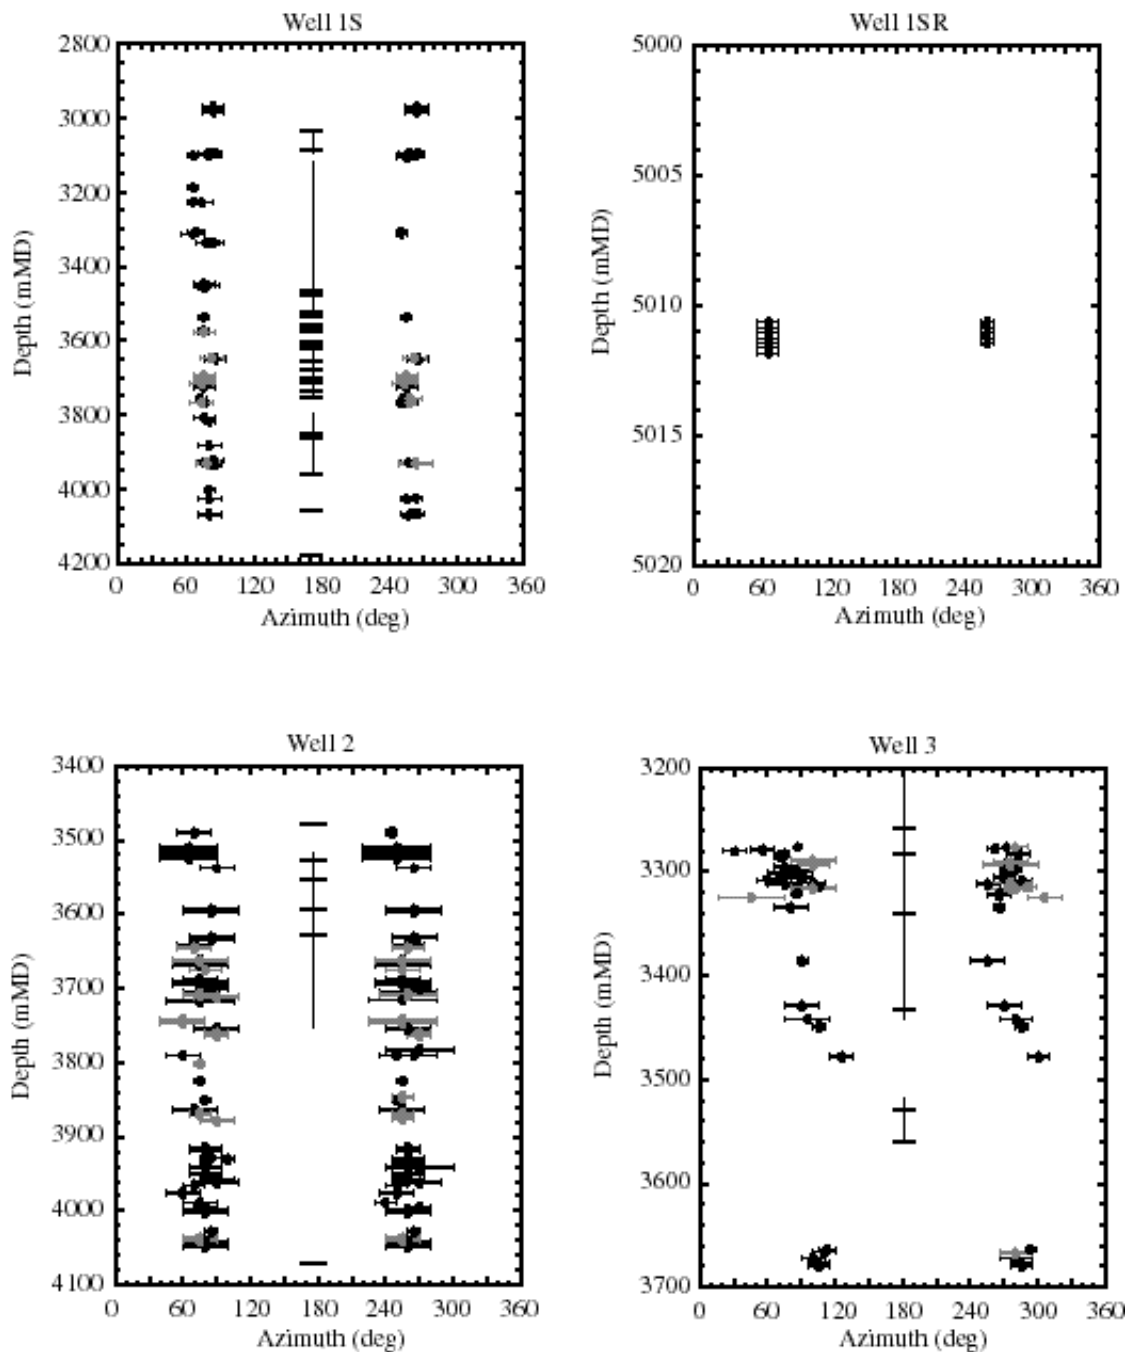 Well 1S
2800
3000
3200
3400
3600
3800
4000
4200
Depth (mMD)
0 60 120 180 240 300 360
Azimuth (deg)
Well 1SR
5000
5005
5010
5015
5020
Depth (mMD)
0 60 120 180 240 300 360
Azimuth (deg)
Well 2
3400
3500
3600
3700
3800
3900
4000
4100
Depth (mMD)
0 60 120 180 240 300 360
Azimuth (deg)
Well 3
3200
3300
3400
3500
3600
3700
Depth (mMD)
0 60 120 180 240 300 360
Azimuth (deg)